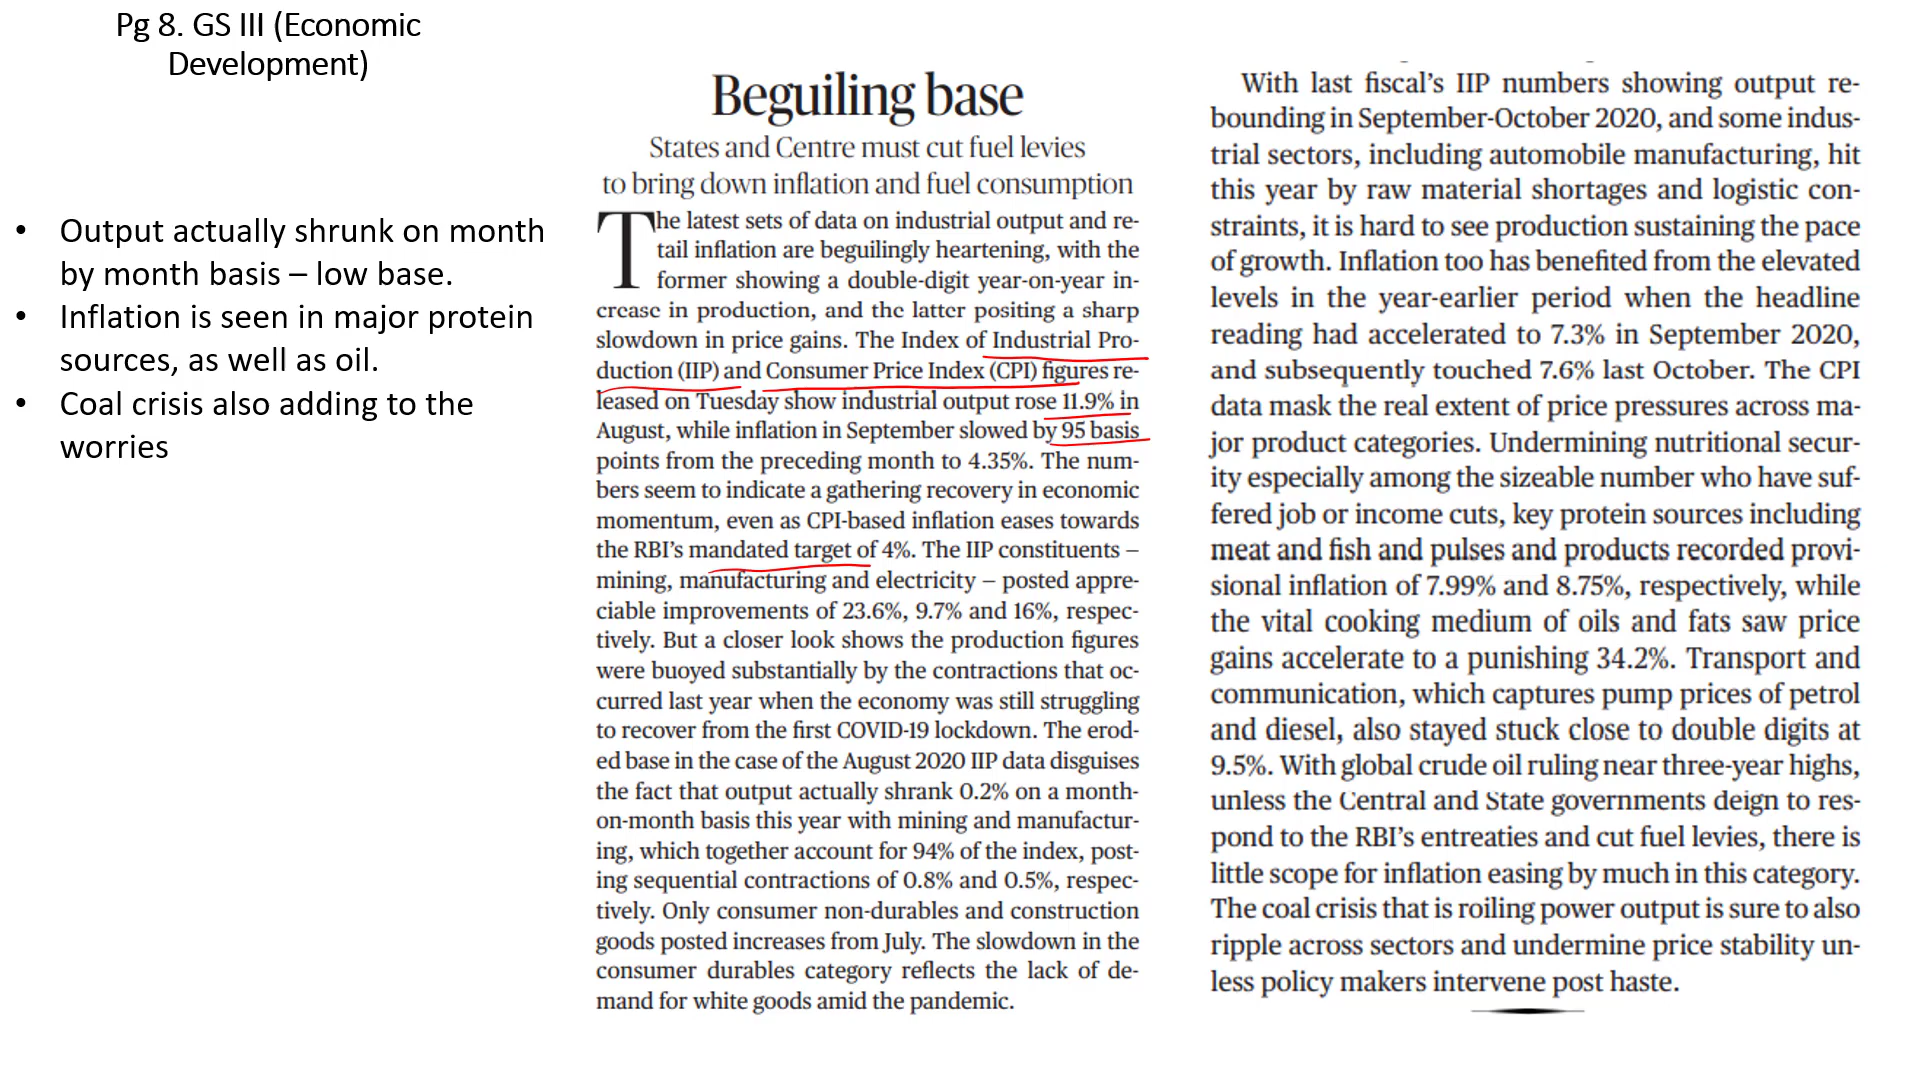 Pg 8. GS III (Economic
Development)
• Output actually shrunk on month
by month basis – low base.
• Inflation is seen in major protein
sources, as well as oil.
• Coal crisis also adding to the
worries
Beguiling base
States and Centre must cut fuel levies
to bring down inflation and fuel consumption
The latest sets of data on industrial output and re-
tail inflation are beguilingly heartening, with the
former showing a double-digit year-on-year in-
crease in production, and the latter positing a sharp
slowdown in price gains. The Index of Industrial Pro-
duction (IIP) and Consumer Price Index (CPI) figures re-
leased on Tuesday show industrial output rose 11.9% in
August, while inflation in September slowed by 95 basis
points from the preceding month to 4.35%. The num-
bers seem to indicate a gathering recovery in economic
momentum, even as CPI-based inflation eases towards
the RBI’s mandated target of 4%. The IIP constituents –
mining, manufacturing and electricity – posted appre-
ciable improvements of 23.6%, 9.7% and 16%, respec-
tively. But a closer look shows the production figures
were buoyed substantially by the contractions that oc-
curred last year when the economy was still struggling
to recover from the first COVID-19 lockdown. The erod-
ed base in the case of the August 2020 IIP data disguises
the fact that output actually shrank 0.2% on a month-
on-month basis this year with mining and manufactur-
ing, which together account for 94% of the index, post-
ing sequential contractions of 0.8% and 0.5%, respec-
tively. Only consumer non-durables and construction
goods posted increases from July. The slowdown in the
consumer durables category reflects the lack of de-
mand for white goods amid the pandemic.
With last fiscal’s IIP numbers showing output re-
bounding in September-October 2020, and some indus-
trial sectors, including automobile manufacturing, hit
this year by raw material shortages and logistic con-
straints, it is hard to see production sustaining the pace
of growth. Inflation too has benefited from the elevated
levels in the year-earlier period when the headline
reading had accelerated to 7.3% in September 2020,
and subsequently touched 7.6% last October. The CPI
data mask the real extent of price pressures across ma-
jor product categories. Undermining nutritional secur-
ity especially among the sizeable number who have suf-
fered job or income cuts, key protein sources including
meat and fish and pulses and products recorded provi-
sional inflation of 7.99% and 8.75%, respectively, while
the vital cooking medium of oils and fats saw price
gains accelerate to a punishing 34.2%. Transport and
communication, which captures pump prices of petrol
and diesel, also stayed stuck close to double digits at
9.5%. With global crude oil ruling near three-year highs,
unless the Central and State governments deign to res-
pond to the RBI’s entreaties and cut fuel levies, there is
little scope for inflation easing by much in this category.
The coal crisis that is roiling power output is sure to also
ripple across sectors and undermine price stability un-
less policy makers intervene post haste.